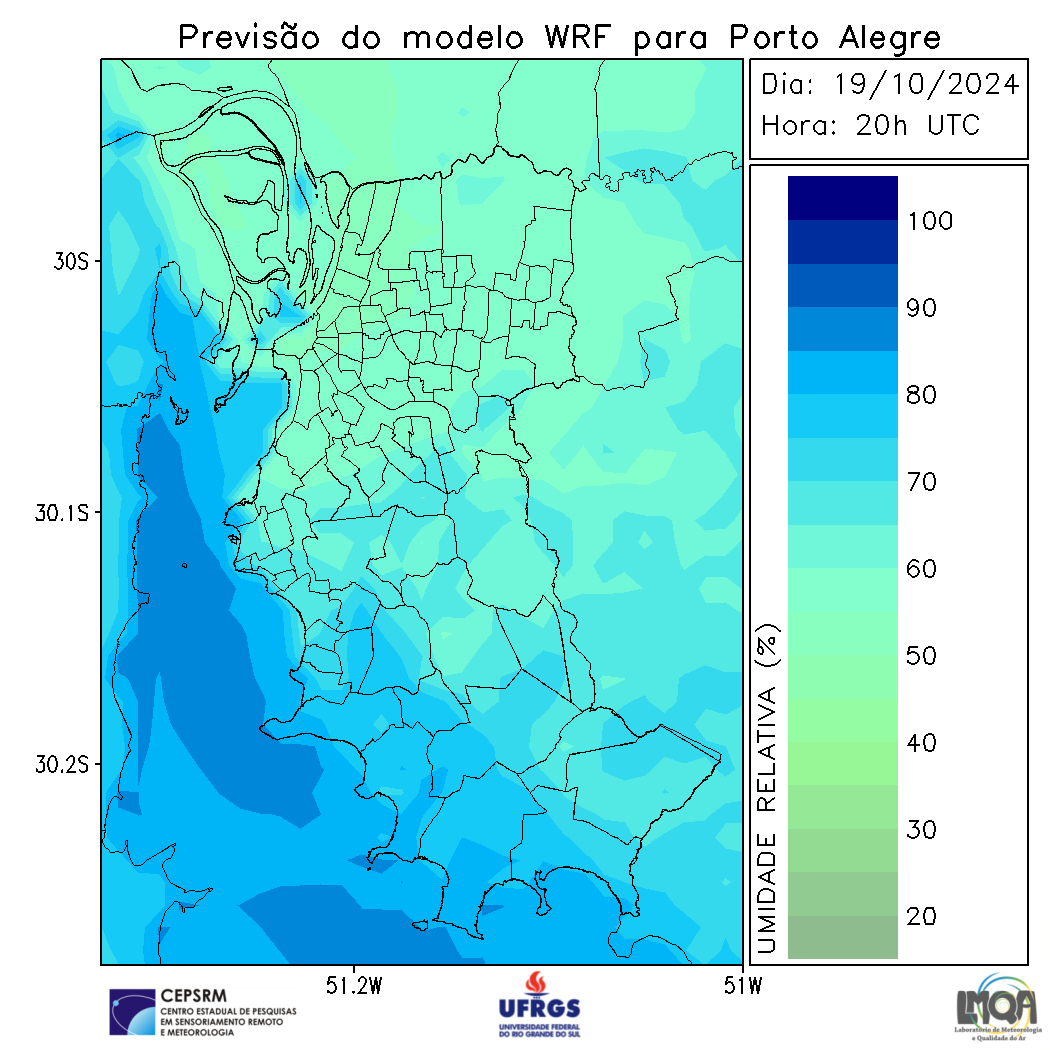 Previsão do modelo WRF para Porto Alegre
Dia: 19/10/2024
Hora: 20h UTC
30S
30.1S
30.2S
51.2W
51W
UMIDADE RELATIVA (%)
100
90
80
70
60
50
40
30
20
CEPSRM
CENTRO ESTADUAL DE PESQUISAS
EM SENSORIAMENTO REMOTO
E METEOROLOGIA
UFRGS
UNIVERSIDADE FEDERAL
DO RIO GRANDE DO SUL
LMQA
Laboratório de Meteorologia
e Qualidade do Ar